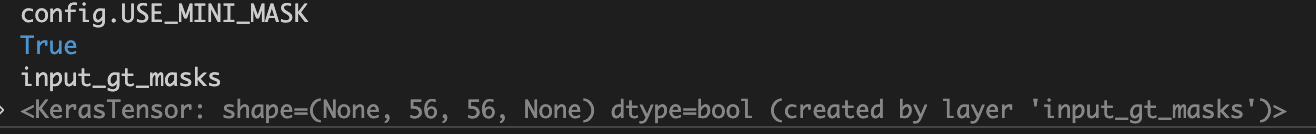 config.USE_MINI_MASK
True
input_gt_masks
<KerasTensor: shape=(None, 56, 56, None) dtype=bool (created by layer 'input_gt_masks')>